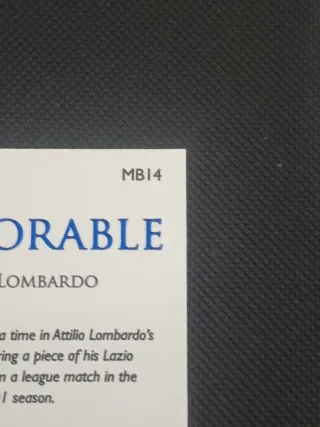 MB14
ORABLE
LOMBARDO
a time in Attilio Lombardo's
ring a piece of his Lazio
n a league match in the
1 season.